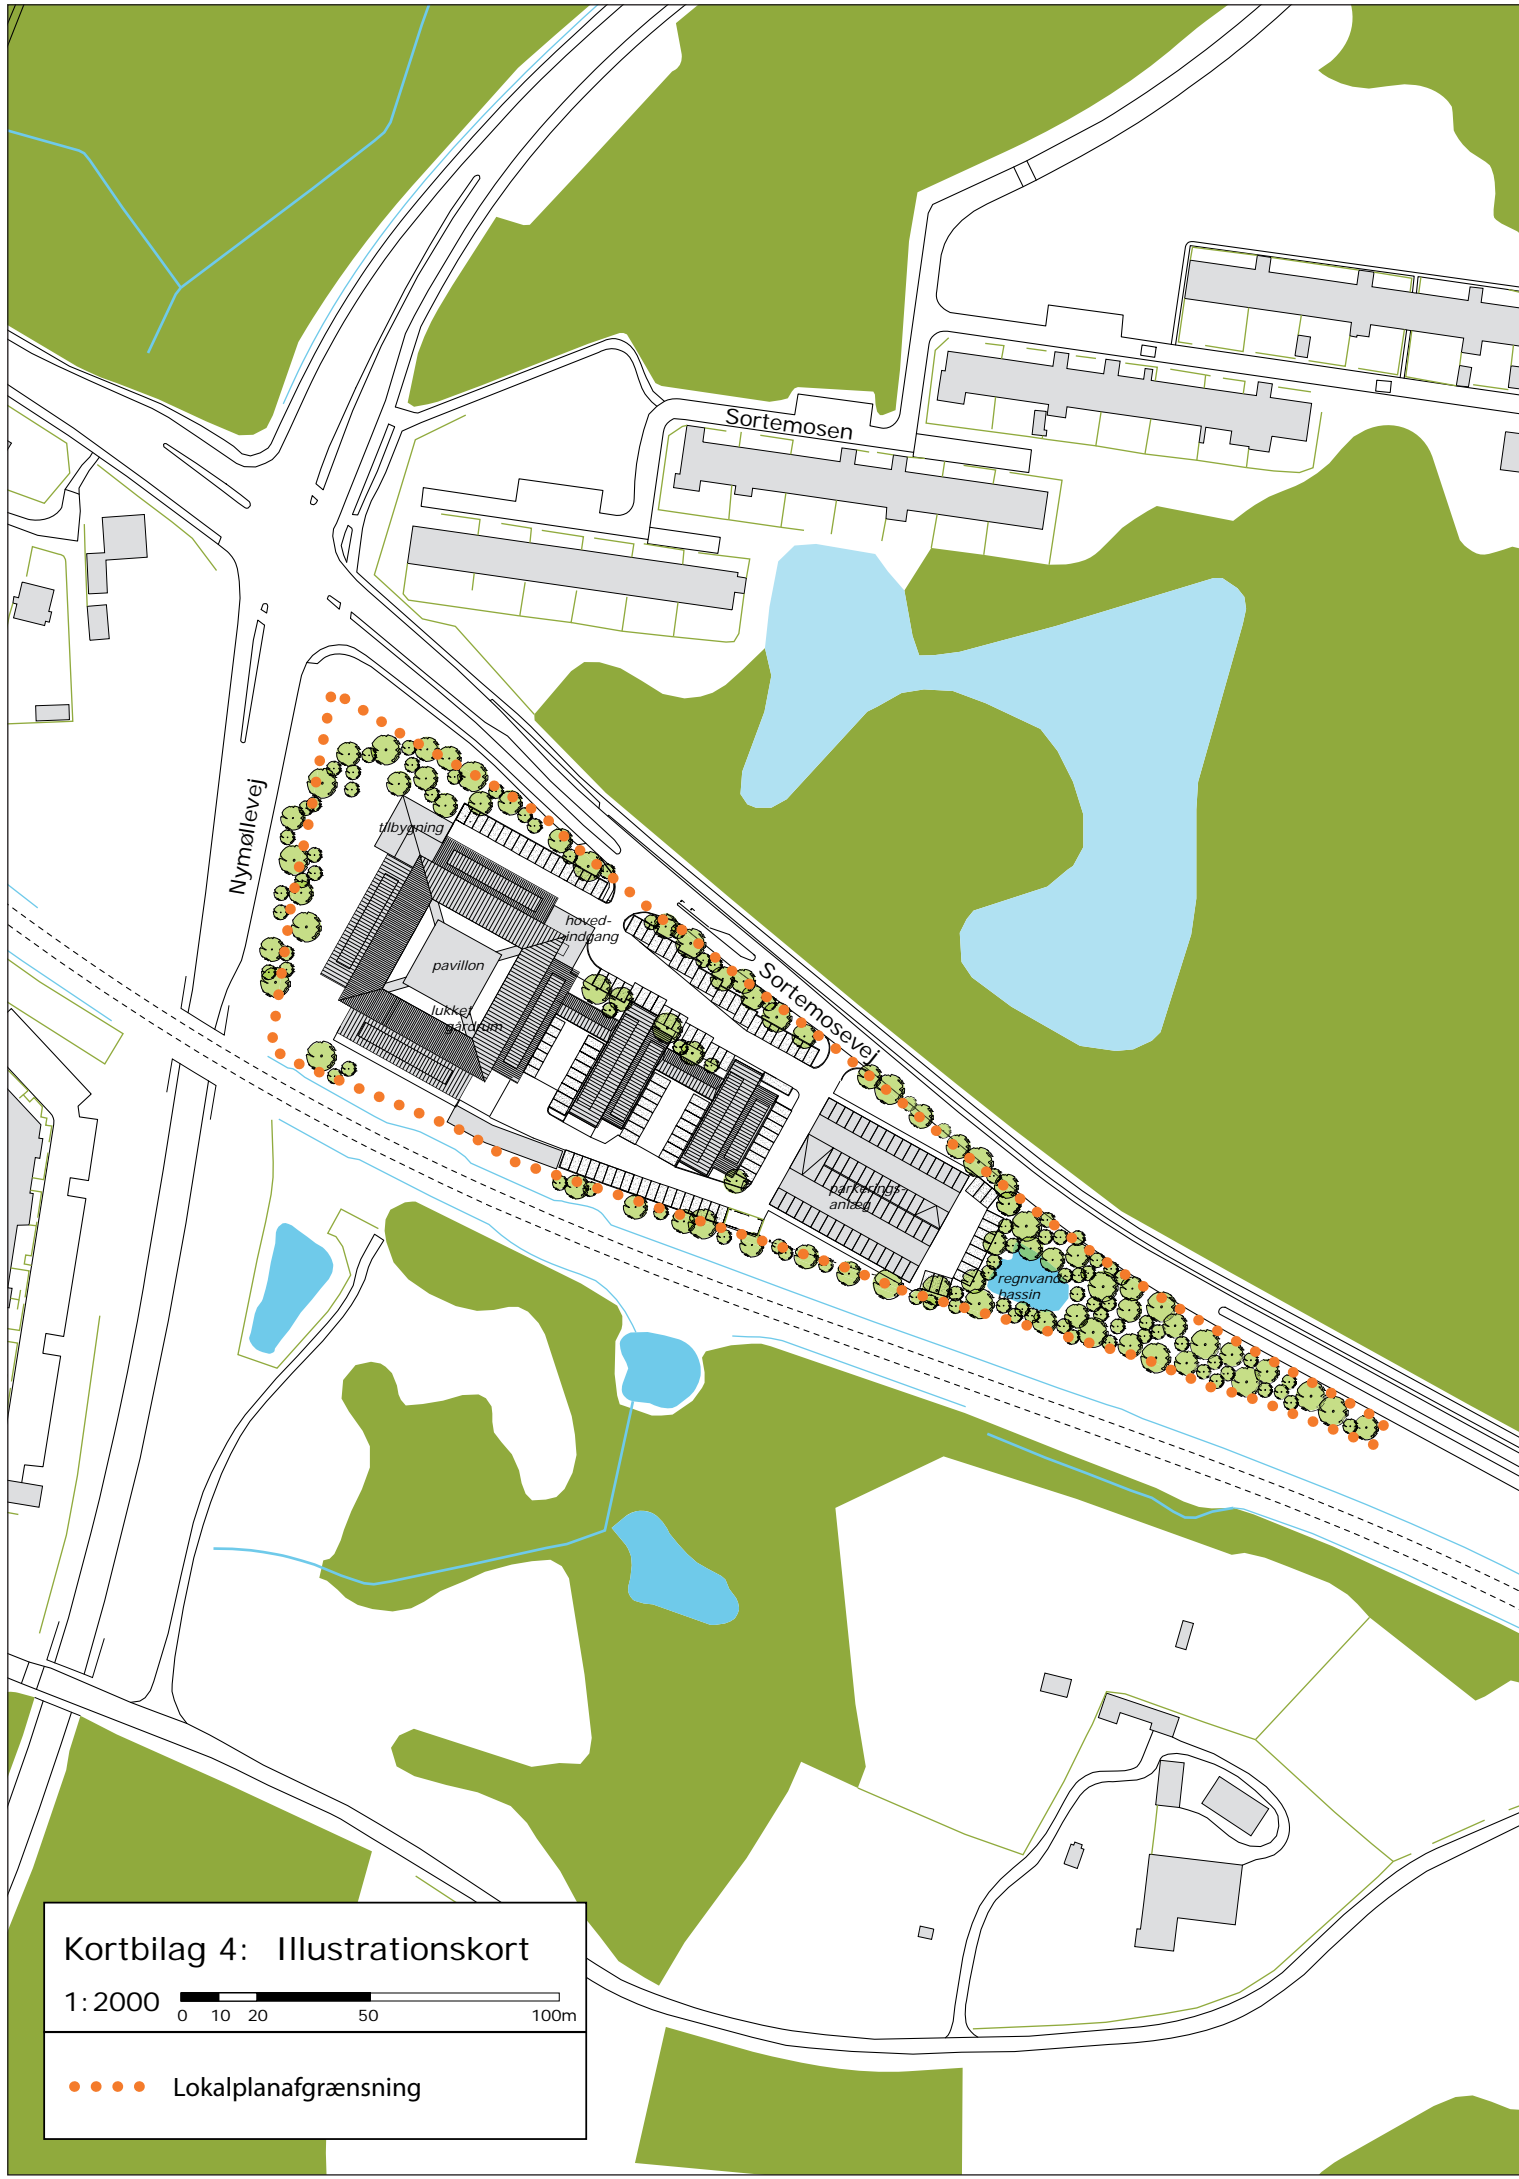 Sortemosen
Nymøllevej
tilbygning
hoved-
indgang
pavillon
lukket
gårdrum
Sortemosevej
parkerings-
anlæg
regnvands
bassin
Kortbilag 4: Illustrationskort
1:2000
0 10 20 50 100m
Lokalplanafgrænsning